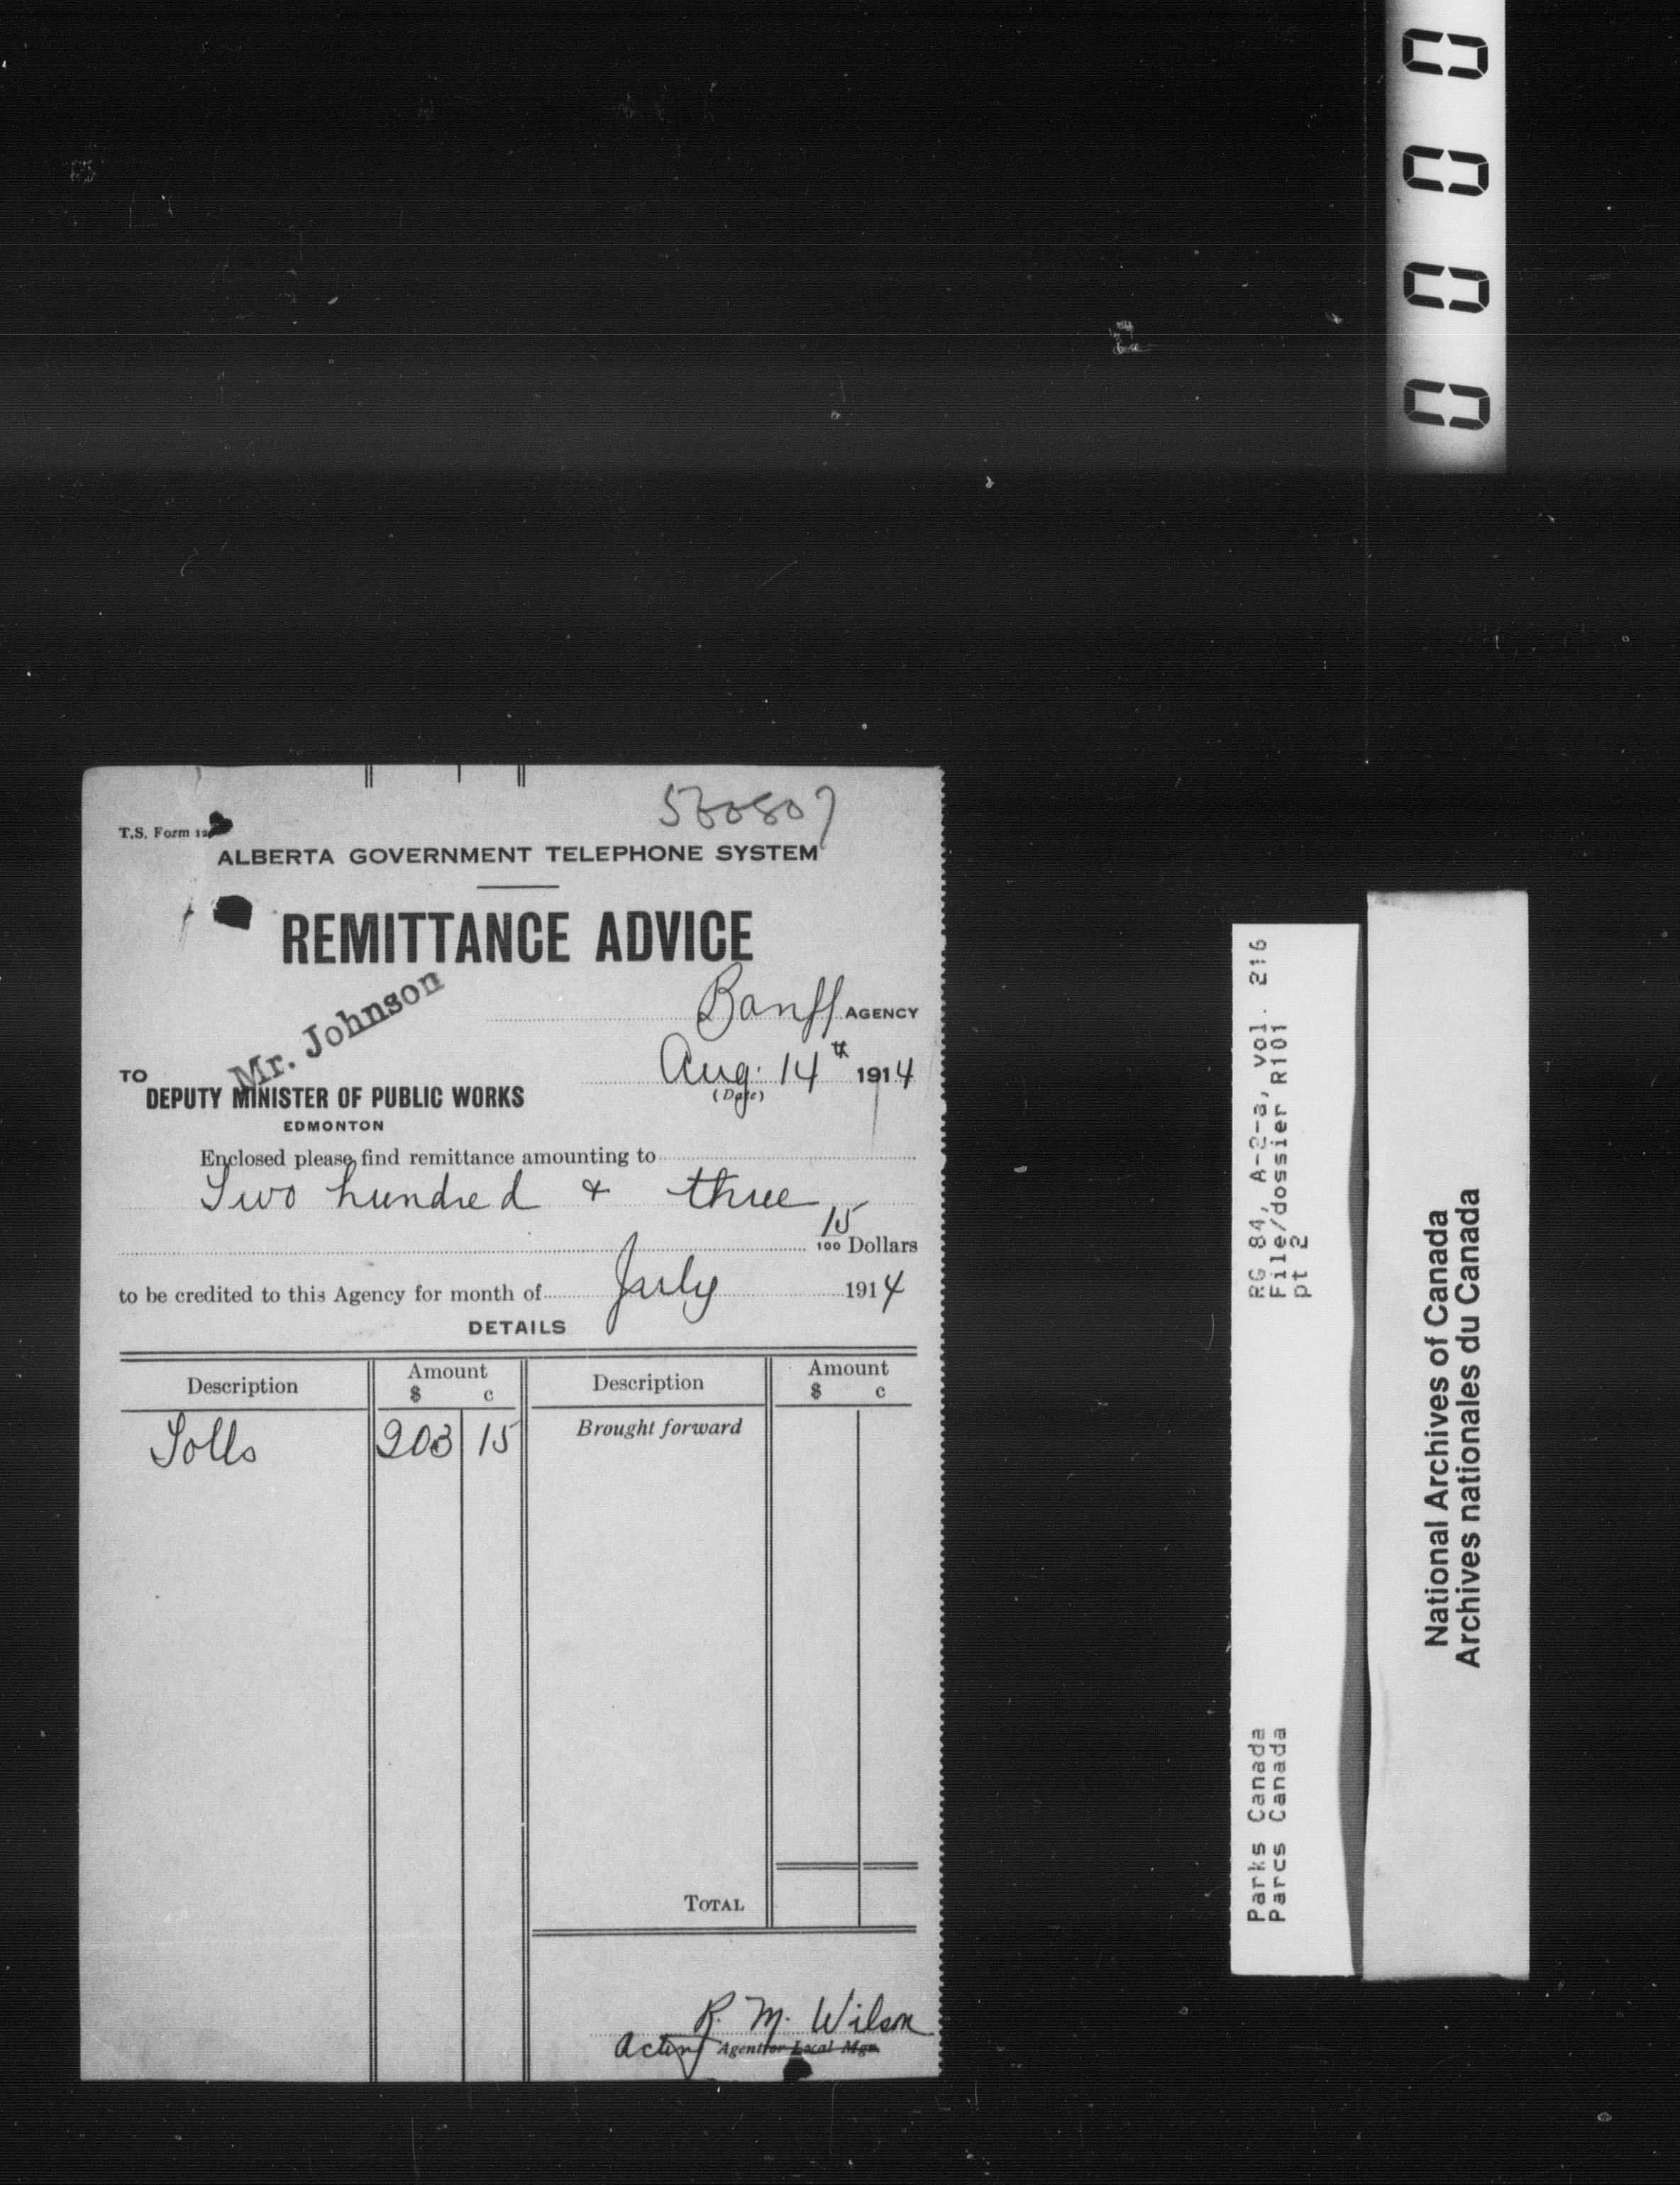 0000
T.S. Form
ALBERTA GOVERNMENT TELEPHONE SYSTEM
REMITTANCE ADVICE
Mr. Johnson
Banff AGENCY
Aug: 14th 1914
(Date)
TO
DEPUTY MINISTER OF PUBLIC WORKS
EDMONTON
Enclosed please find remittance amounting to
Two hundred & three
15
100 Dollars
to be credited to this Agency for month of July 1914
DETAILS
Description Amount Description Amount
$ c $ c
Tolls 203 15 Brought forward
TOTAL
R. M. Wilson
Acting Agent or Local Mgr.
RG 84, A-2-a, vol. 216
File/dossier R101
pt 2
Parks Canada
Parcs Canada
National Archives of Canada
Archives nationales du Canada